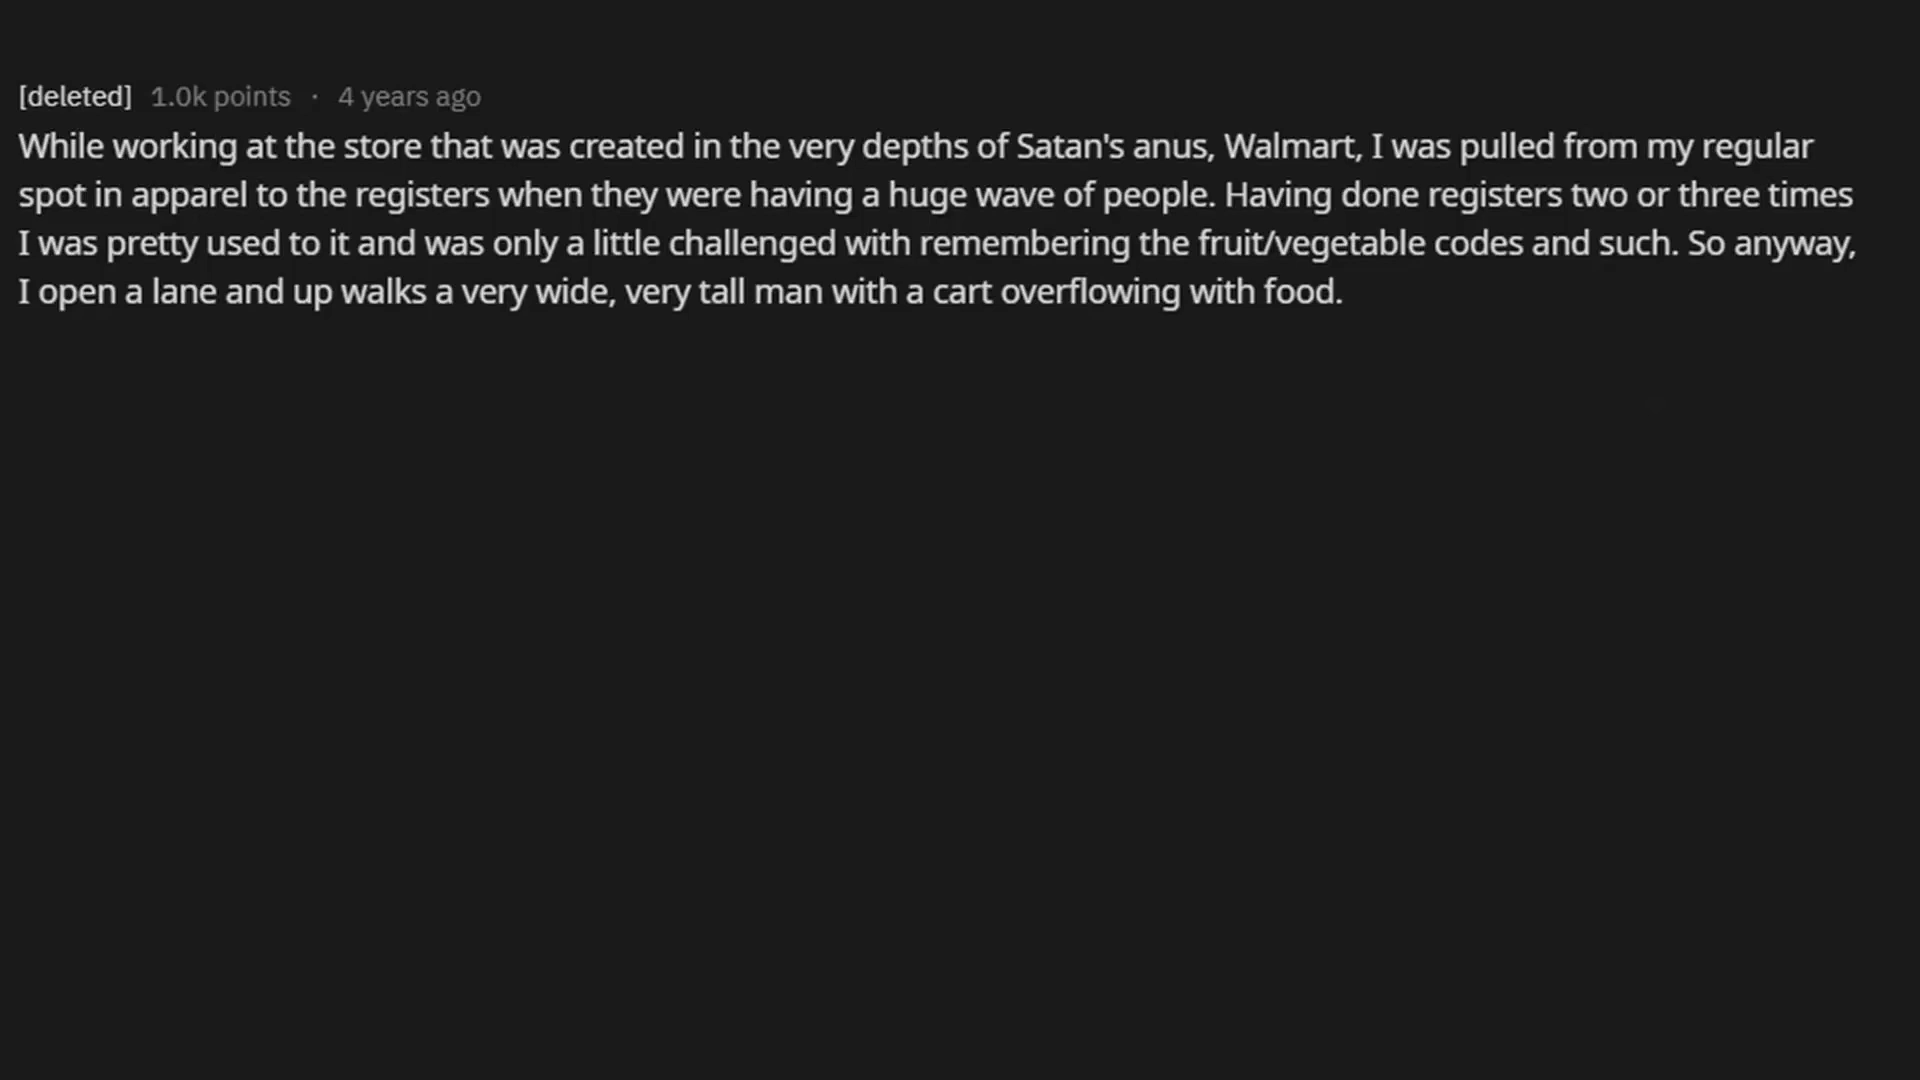 [deleted] 1.0k points · 4 years ago
While working at the store that was created in the very depths of Satan's anus, Walmart, I was pulled from my regular
spot in apparel to the registers when they were having a huge wave of people. Having done registers two or three times
I was pretty used to it and was only a little challenged with remembering the fruit/vegetable codes and such. So anyway,
I open a lane and up walks a very wide, very tall man with a cart overflowing with food.